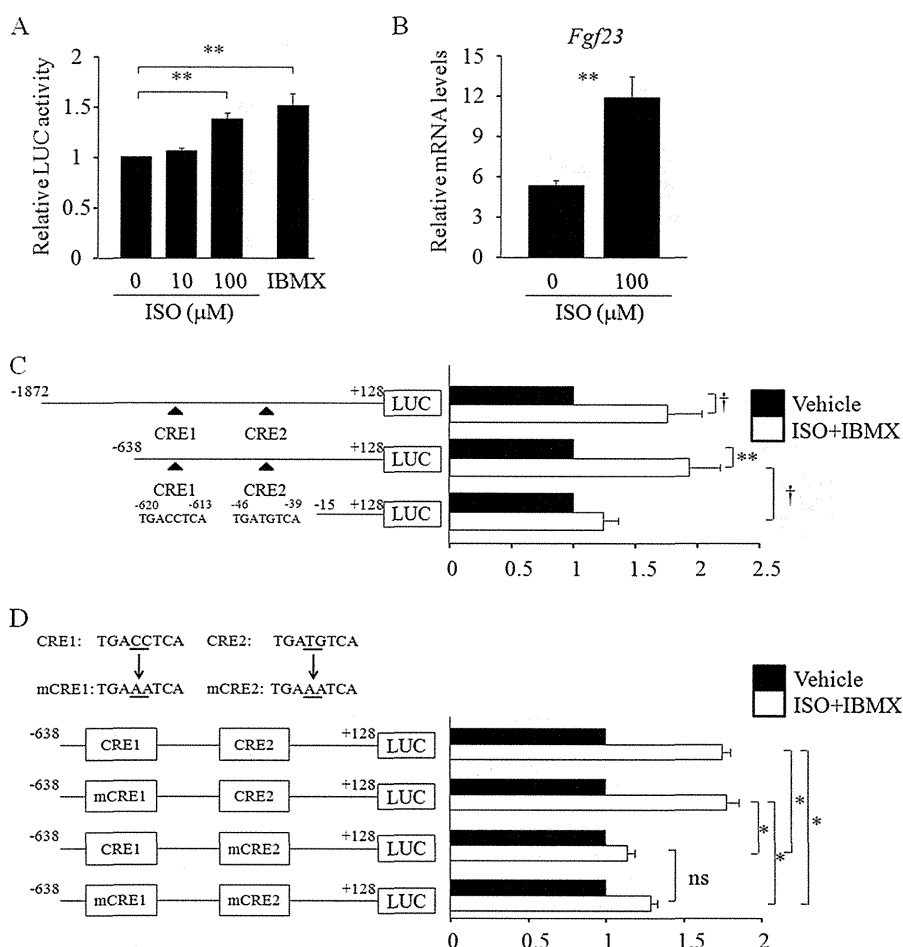 A
Relative LUC activity
2
1.5
1
0.5
0
**
**
0 10 100 IBMX
ISO (μM)
B
Fgf23
Relative mRNA levels
15
12
9
6
3
0
**
0 100
ISO (μM)
C
-1872 +128 LUC
CRE1 CRE2
-638 +128 LUC
CRE1 CRE2
-620 -613 -46 -39 -15 +128 LUC
TGACCTCA TGATGTCA
†
**
†
Vehicle
ISO+IBMX
0 0.5 1 1.5 2 2.5
D
CRE1: TGACCTCA CRE2: TGATGTCA
mCRE1: TGAAATCA mCRE2: TGAAATCA
Vehicle
ISO+IBMX
-638 CRE1 CRE2 +128 LUC
-638 mCRE1 CRE2 +128 LUC
-638 CRE1 mCRE2 +128 LUC
-638 mCRE1 mCRE2 +128 LUC
*
*
*
*
ns
0 0.5 1 1.5 2